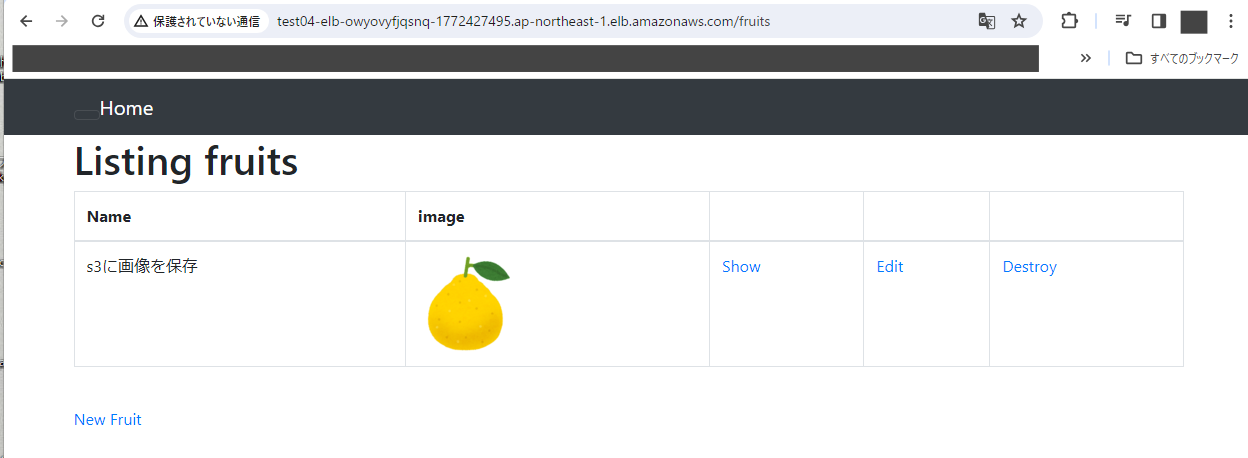 保護されていない通信 test04-elb-owyovyfjqsnq-1772427495.ap-northeast-1.elb.amazonaws.com/fruits
すべてのブックマーク
Home
Listing fruits
Name image
s3に画像を保存 Show Edit Destroy
New Fruit